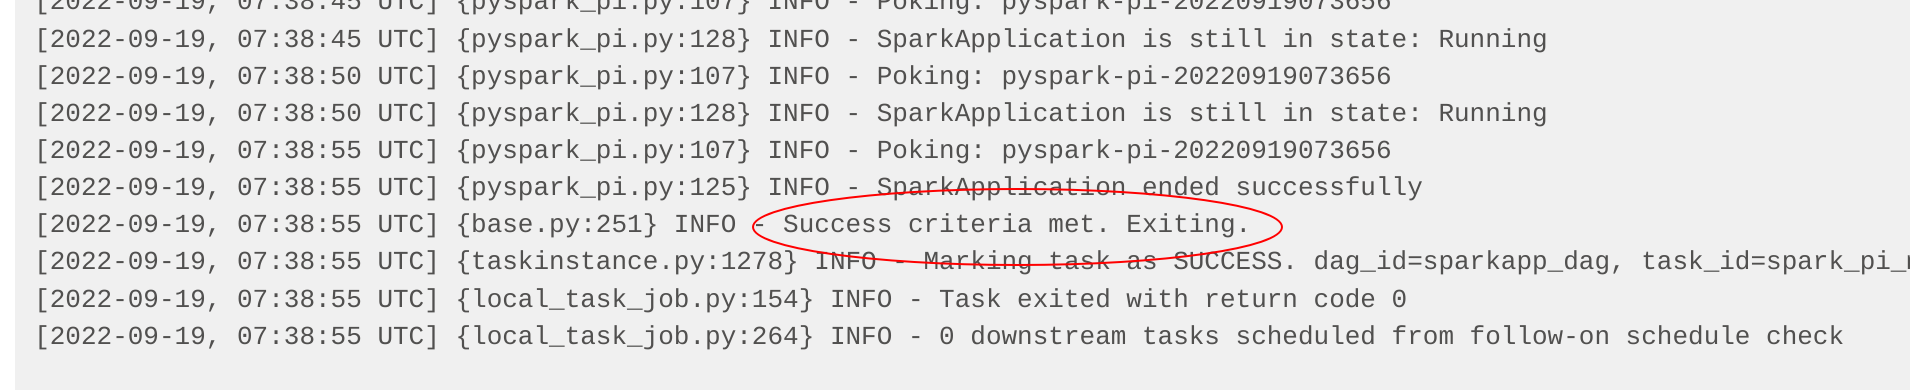 [2022-09-19, 07:38:45 UTC] {pyspark_pi.py:107} INFO - Poking: pyspark-pi-20220919073656
[2022-09-19, 07:38:45 UTC] {pyspark_pi.py:128} INFO - SparkApplication is still in state: Running
[2022-09-19, 07:38:50 UTC] {pyspark_pi.py:107} INFO - Poking: pyspark-pi-20220919073656
[2022-09-19, 07:38:50 UTC] {pyspark_pi.py:128} INFO - SparkApplication is still in state: Running
[2022-09-19, 07:38:55 UTC] {pyspark_pi.py:107} INFO - Poking: pyspark-pi-20220919073656
[2022-09-19, 07:38:55 UTC] {pyspark_pi.py:125} INFO - SparkApplication ended successfully
[2022-09-19, 07:38:55 UTC] {base.py:251} INFO - Success criteria met. Exiting.
[2022-09-19, 07:38:55 UTC] {taskinstance.py:1278} INFO - Marking task as SUCCESS. dag_id=sparkapp_dag, task_id=spark_pi_
[2022-09-19, 07:38:55 UTC] {local_task_job.py:154} INFO - Task exited with return code 0
[2022-09-19, 07:38:55 UTC] {local_task_job.py:264} INFO - 0 downstream tasks scheduled from follow-on schedule check